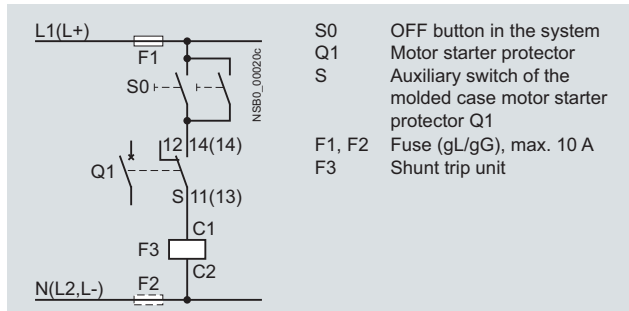 L1(L+)
F1
S0
NSB0_00020c
12 14(14)
Q1
S 11(13)
C1
F3
C2
N(L2,L-) F2
S0 OFF button in the system
Q1 Motor starter protector
S Auxiliary switch of the
molded case motor starter
protector Q1
F1, F2 Fuse (gL/gG), max. 10 A
F3 Shunt trip unit